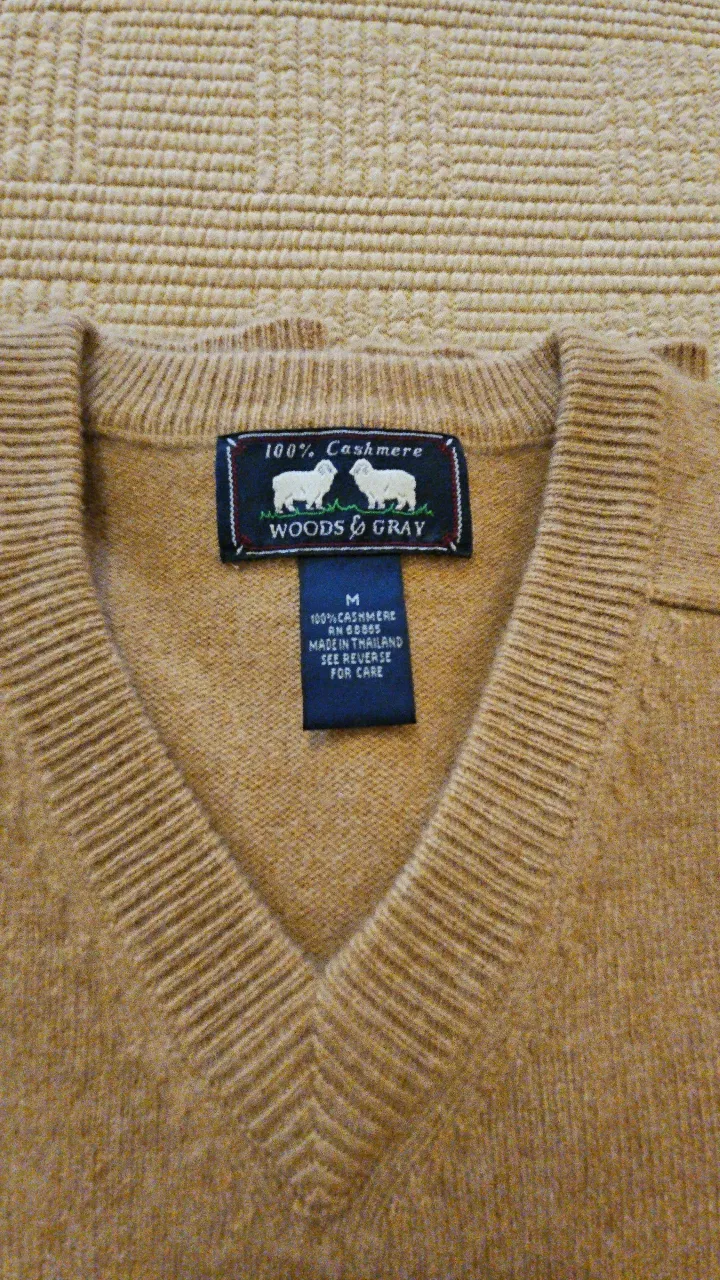 100% Cashmere
WOODS & GRAY
M
100% CASHMERE
RN 68865
MADE IN THAILAND
SEE REVERSE
FOR CARE